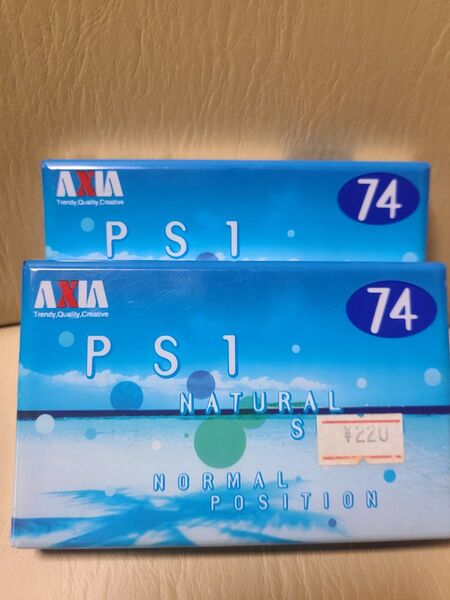 AXIA
Trendy,Quality,Creative
74
PS1
AXIA
Trendy,Quality,Creative
74
PS1
NATURAL
S
¥220
NORMAL
POSITION